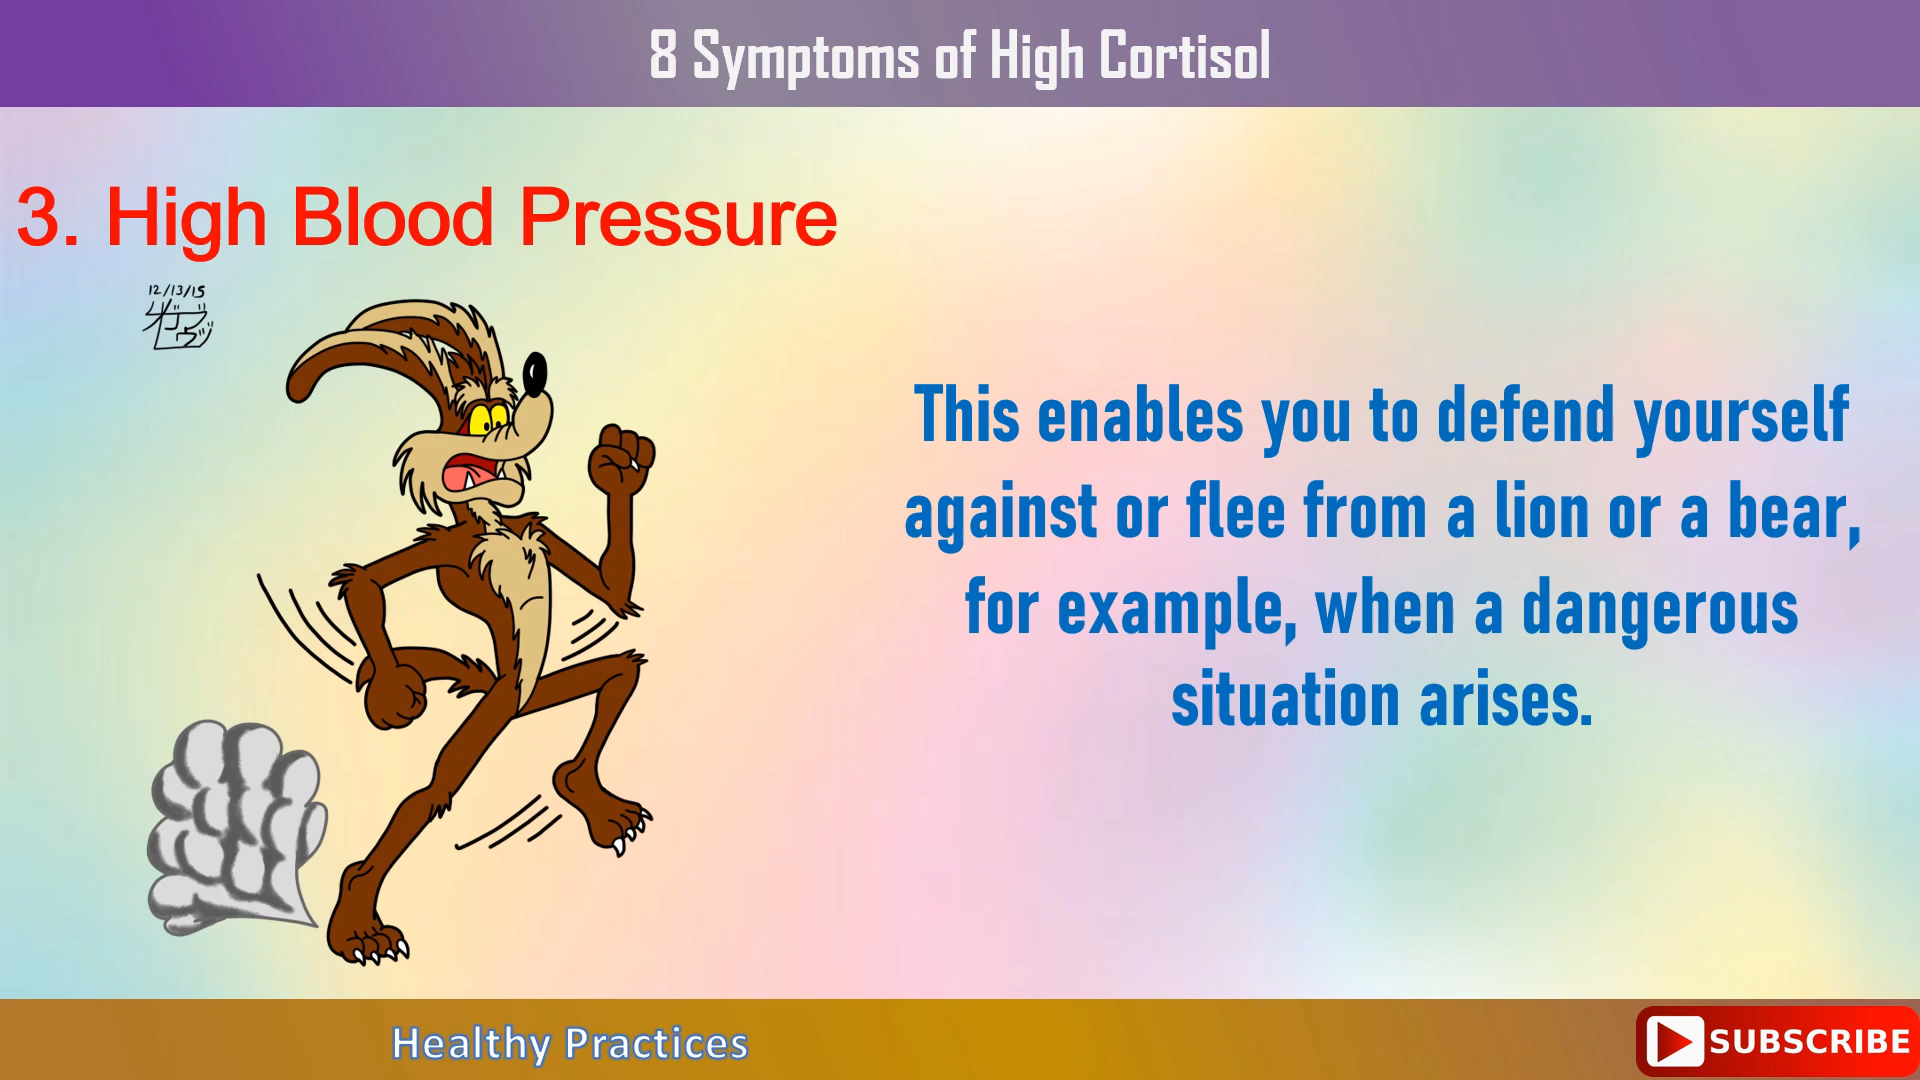 8 Symptoms of High Cortisol
3. High Blood Pressure
12/13/15
This enables you to defend yourself
against or flee from a lion or a bear,
for example, when a dangerous
situation arises.
Healthy Practices
SUBSCRIBE